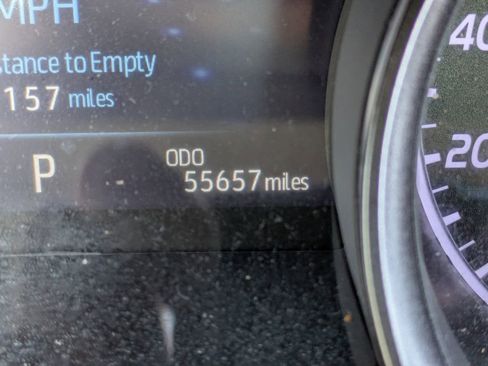 MPH
stance to Empty
157 miles
P
ODO
55657 miles
40
20